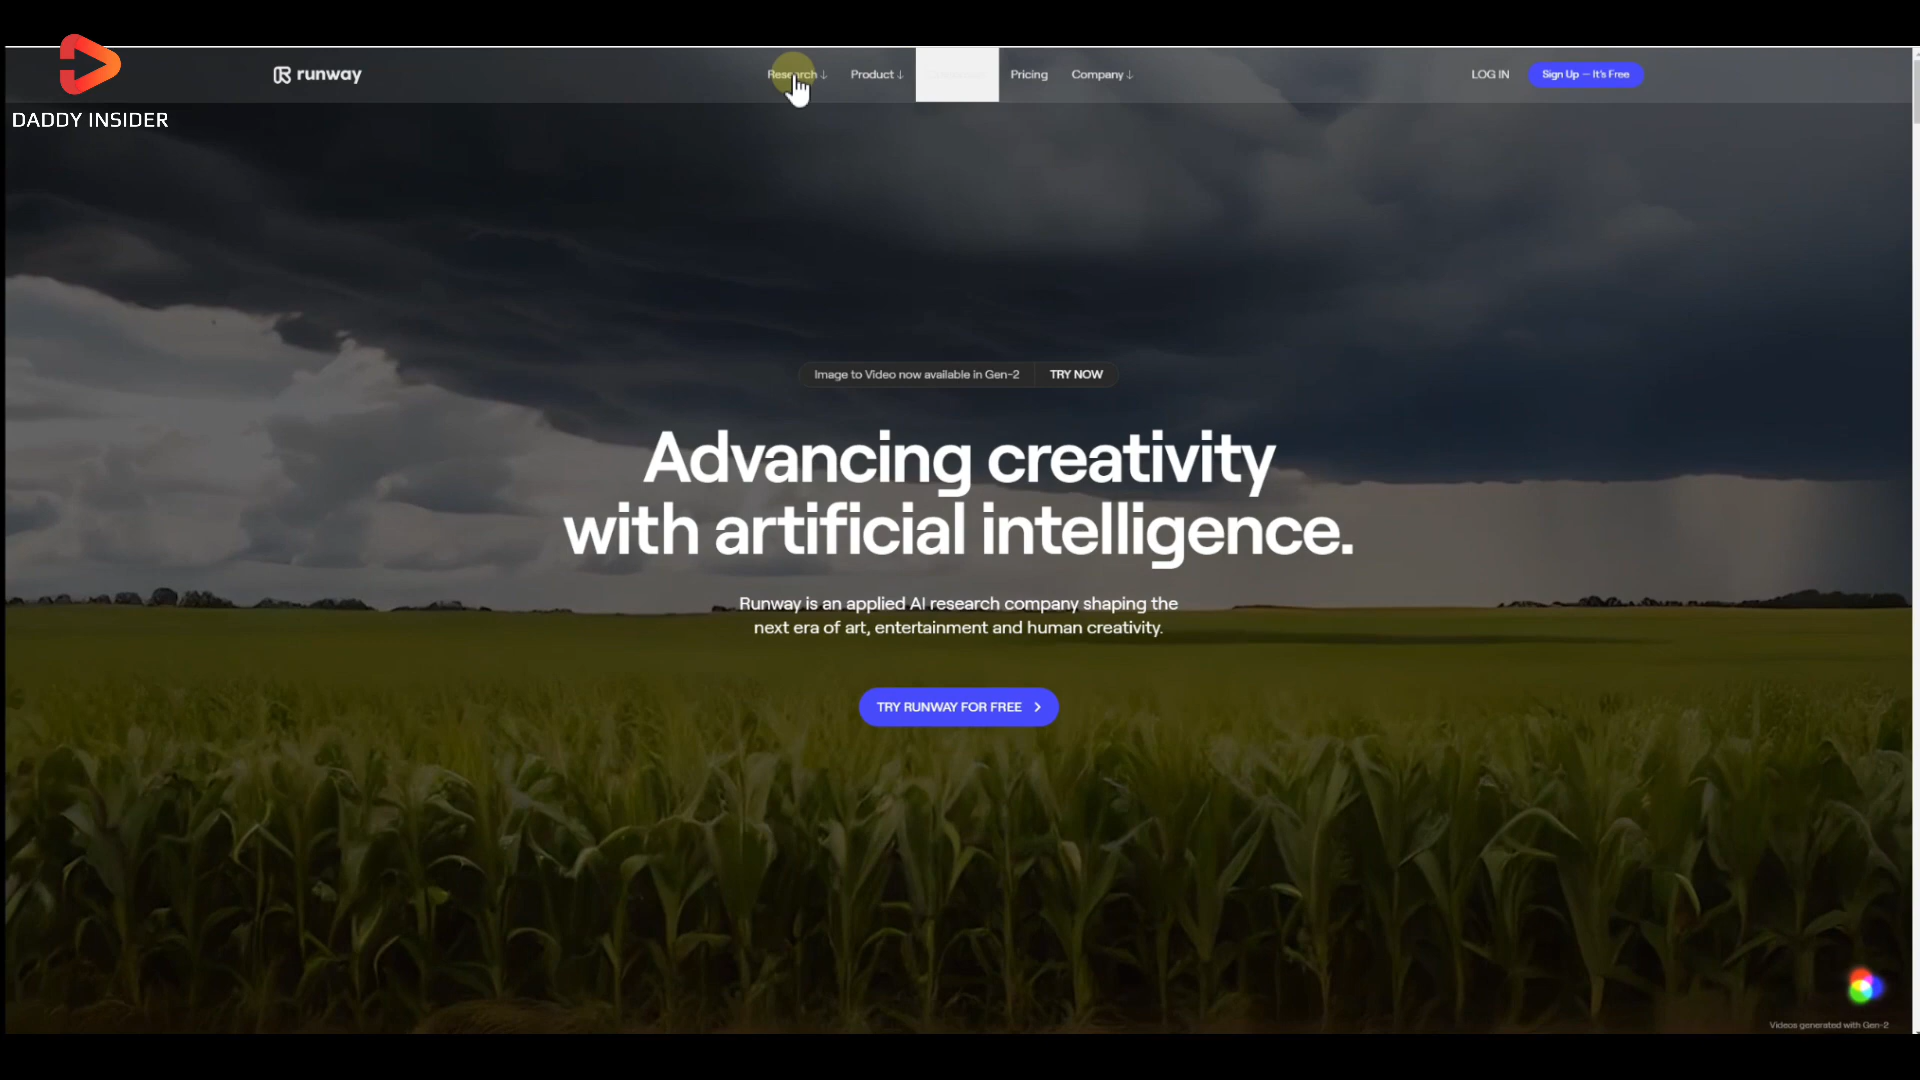 DADDY INSIDER
runway
Research ↓
Product ↓
Pricing
Company ↓
LOG IN
Sign Up — It's Free
Image to Video now available in Gen-2
TRY NOW
Advancing creativity
with artificial intelligence.
Runway is an applied AI research company shaping the
next era of art, entertainment and human creativity.
TRY RUNWAY FOR FREE >
Videos generated with Gen-2